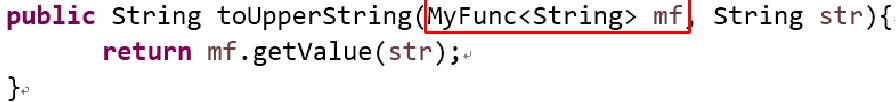 public String toUpperString(MyFunc<String> mf, String str){
return mf.getValue(str);↵
}↵